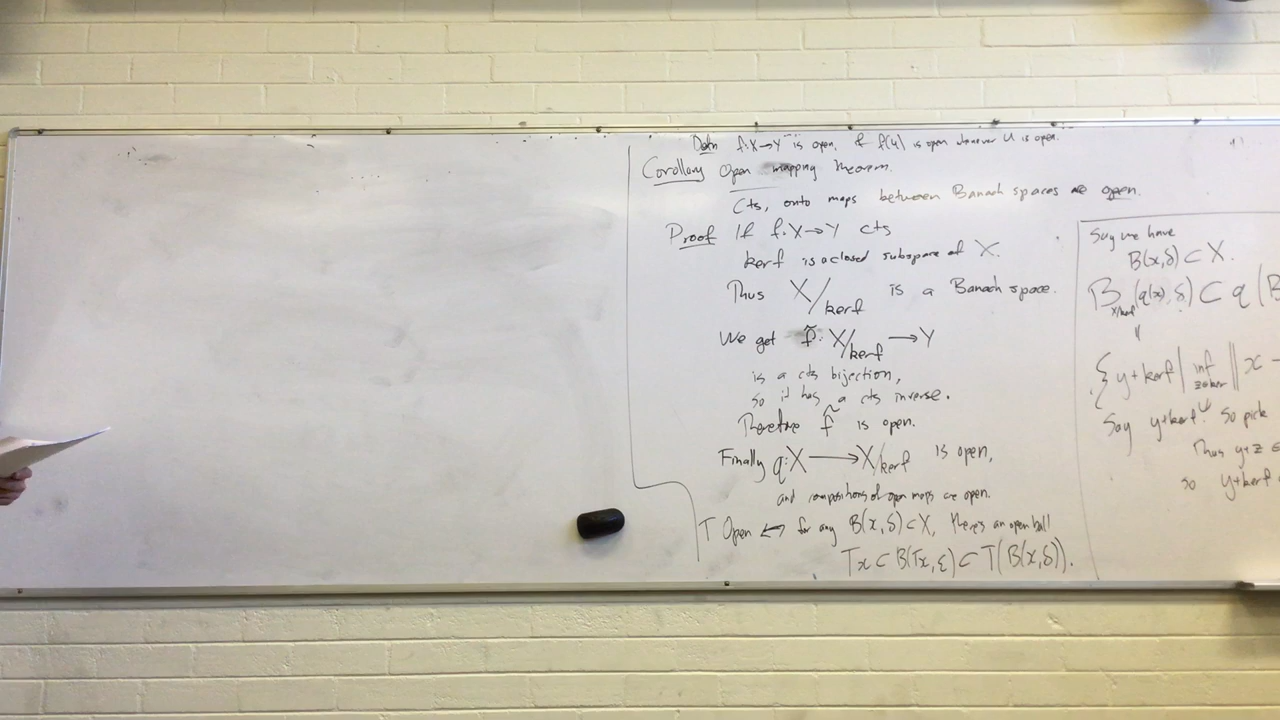 Defn f: X → Y is open, if f(U) is open whenever U is open.
Corollary Open mapping theorem.
Cts, onto maps between Banach spaces are open.
Proof If f: X → Y cts
ker f is a closed subspace of X.
Thus X/ker f is a Banach space.
We get f̃: X/ker f → Y
is a cts bijection,
so it has a cts inverse.
Therefore f̃ is open.
Finally q: X → X/ker f is open,
and compositions of open maps are open.
T Open ↔ for any B(x,δ) ⊂ X, there's an open ball
Tx ⊂ B(Tx, ε) ⊂ T(B(x,δ)).
Say we have
B(x,δ) ⊂ X.
B_{X/ker f}(q(x), δ) ⊂ q(B
{ y + ker f | inf_{z∈ker} ‖x -
Say y + ker f. So pick
Thus y + z ∈
so y + ker f